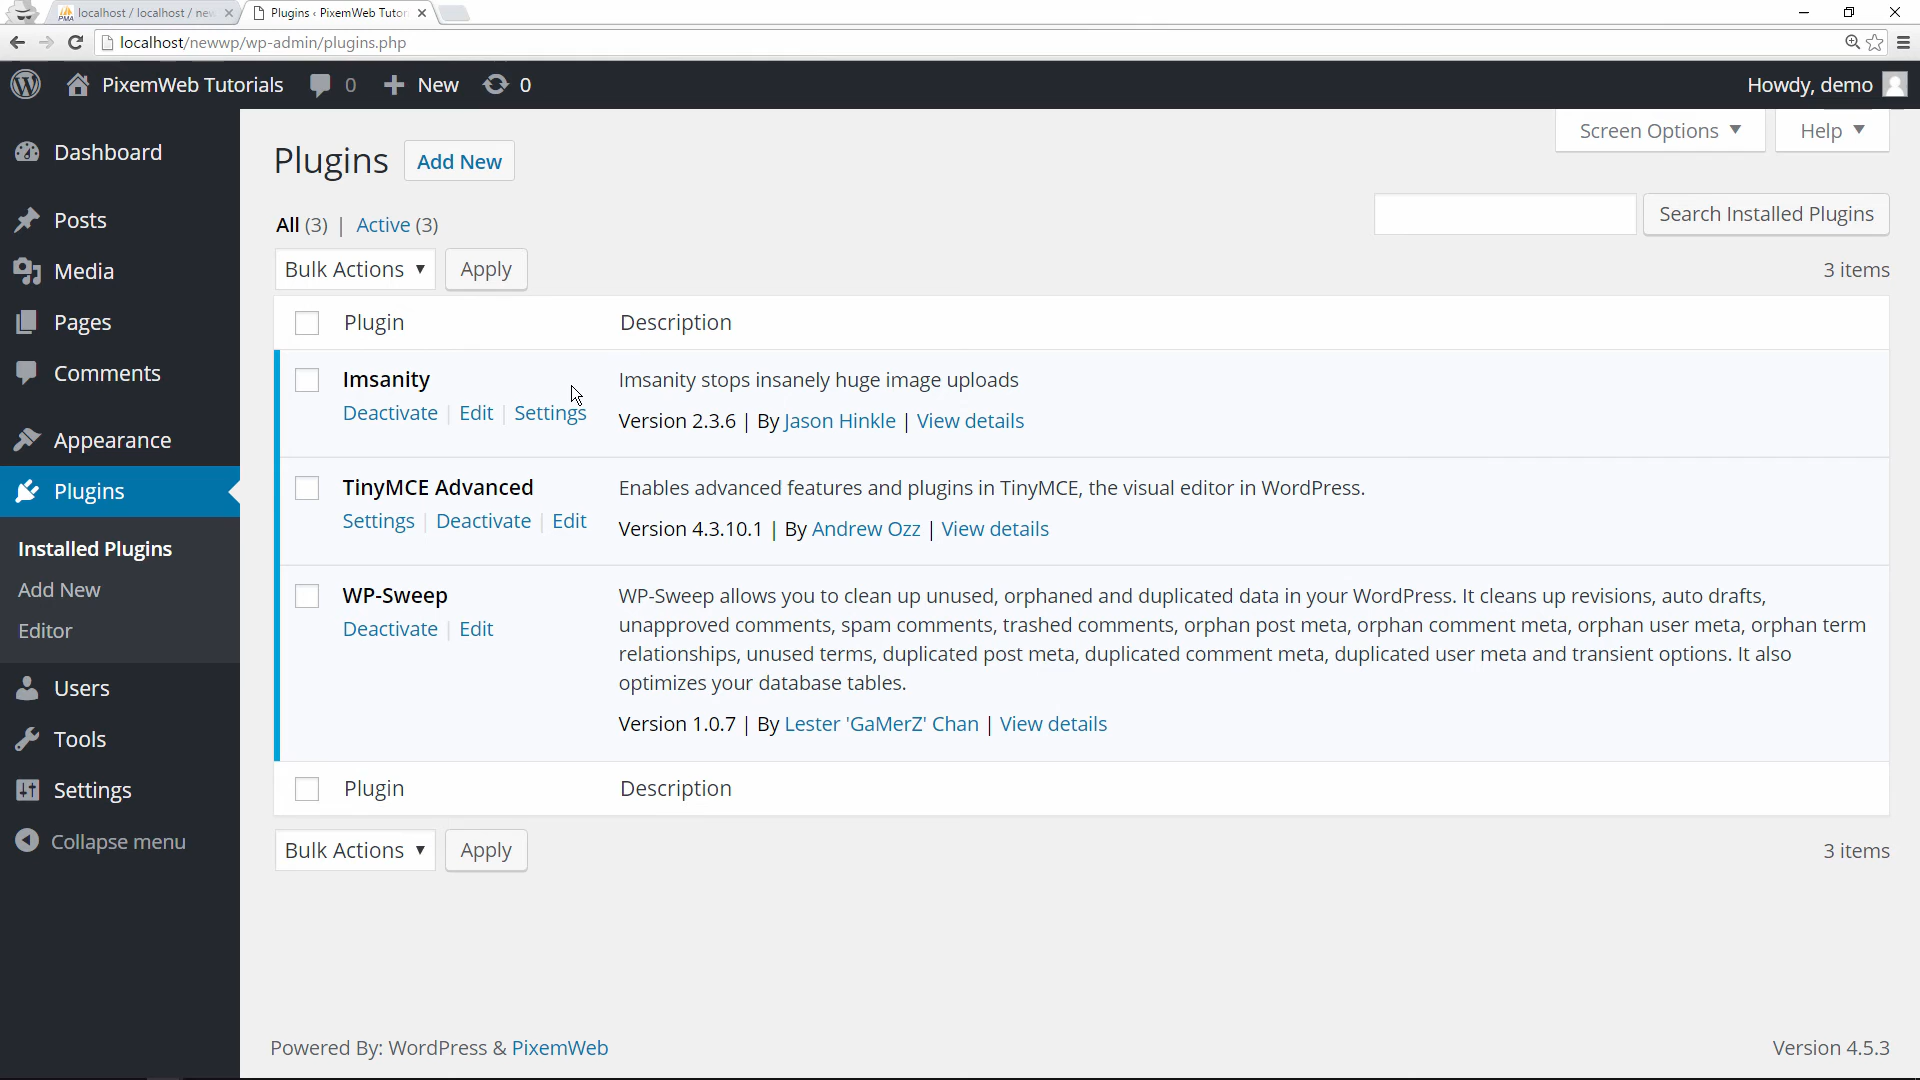 localhost / localhost / new
Plugins ‹ PixemWeb Tutor
localhost/newwp/wp-admin/plugins.php
PixemWeb Tutorials 0 New 0 Howdy, demo
Screen Options Help
Dashboard
Posts
Media
Pages
Comments
Appearance
Plugins
Installed Plugins
Add New
Editor
Users
Tools
Settings
Collapse menu
Plugins Add New
All (3) | Active (3)
Search Installed Plugins
Bulk Actions Apply 3 items
Plugin Description
Imsanity Imsanity stops insanely huge image uploads
Deactivate | Edit | Settings Version 2.3.6 | By Jason Hinkle | View details
TinyMCE Advanced Enables advanced features and plugins in TinyMCE, the visual editor in WordPress.
Settings | Deactivate | Edit Version 4.3.10.1 | By Andrew Ozz | View details
WP-Sweep WP-Sweep allows you to clean up unused, orphaned and duplicated data in your WordPress. It cleans up revisions, auto drafts,
Deactivate | Edit unapproved comments, spam comments, trashed comments, orphan post meta, orphan comment meta, orphan user meta, orphan term
relationships, unused terms, duplicated post meta, duplicated comment meta, duplicated user meta and transient options. It also
optimizes your database tables.
Version 1.0.7 | By Lester 'GaMerZ' Chan | View details
Plugin Description
Bulk Actions Apply 3 items
Powered By: WordPress & PixemWeb Version 4.5.3